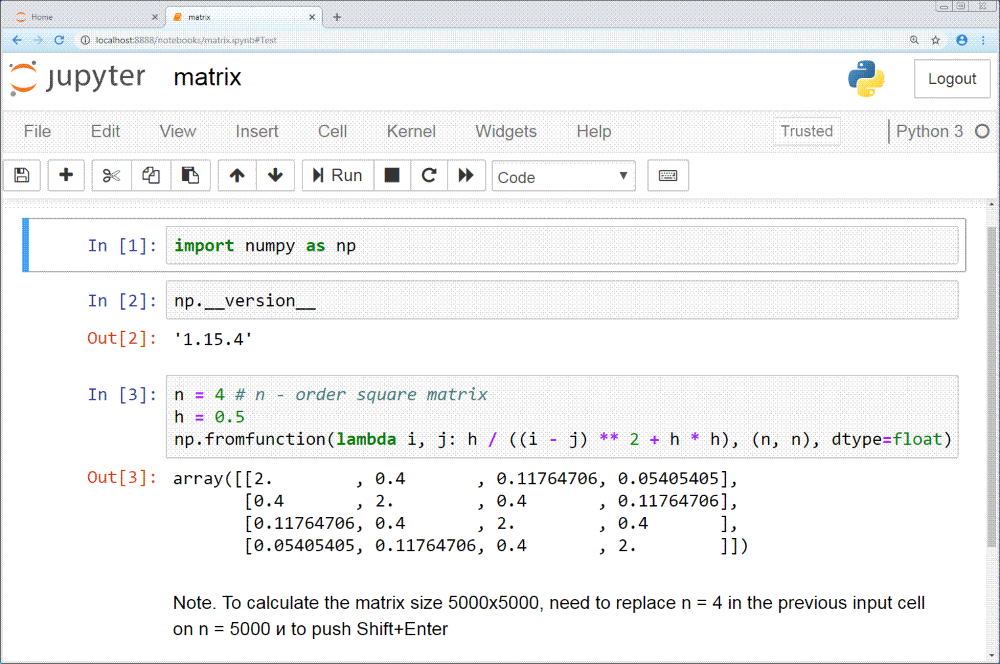 Home
matrix
localhost:8888/notebooks/matrix.ipynb#Test
jupyter matrix
Logout
File Edit View Insert Cell Kernel Widgets Help Trusted Python 3
Run Code
In [1]: import numpy as np
In [2]: np.__version__
Out[2]: '1.15.4'
In [3]: n = 4 # n - order square matrix
h = 0.5
np.fromfunction(lambda i, j: h / ((i - j) ** 2 + h * h), (n, n), dtype=float)
Out[3]: array([[2.        , 0.4       , 0.11764706, 0.05405405],
       [0.4       , 2.        , 0.4       , 0.11764706],
       [0.11764706, 0.4       , 2.        , 0.4       ],
       [0.05405405, 0.11764706, 0.4       , 2.        ]])
Note. To calculate the matrix size 5000x5000, need to replace n = 4 in the previous input cell
on n = 5000 и to push Shift+Enter